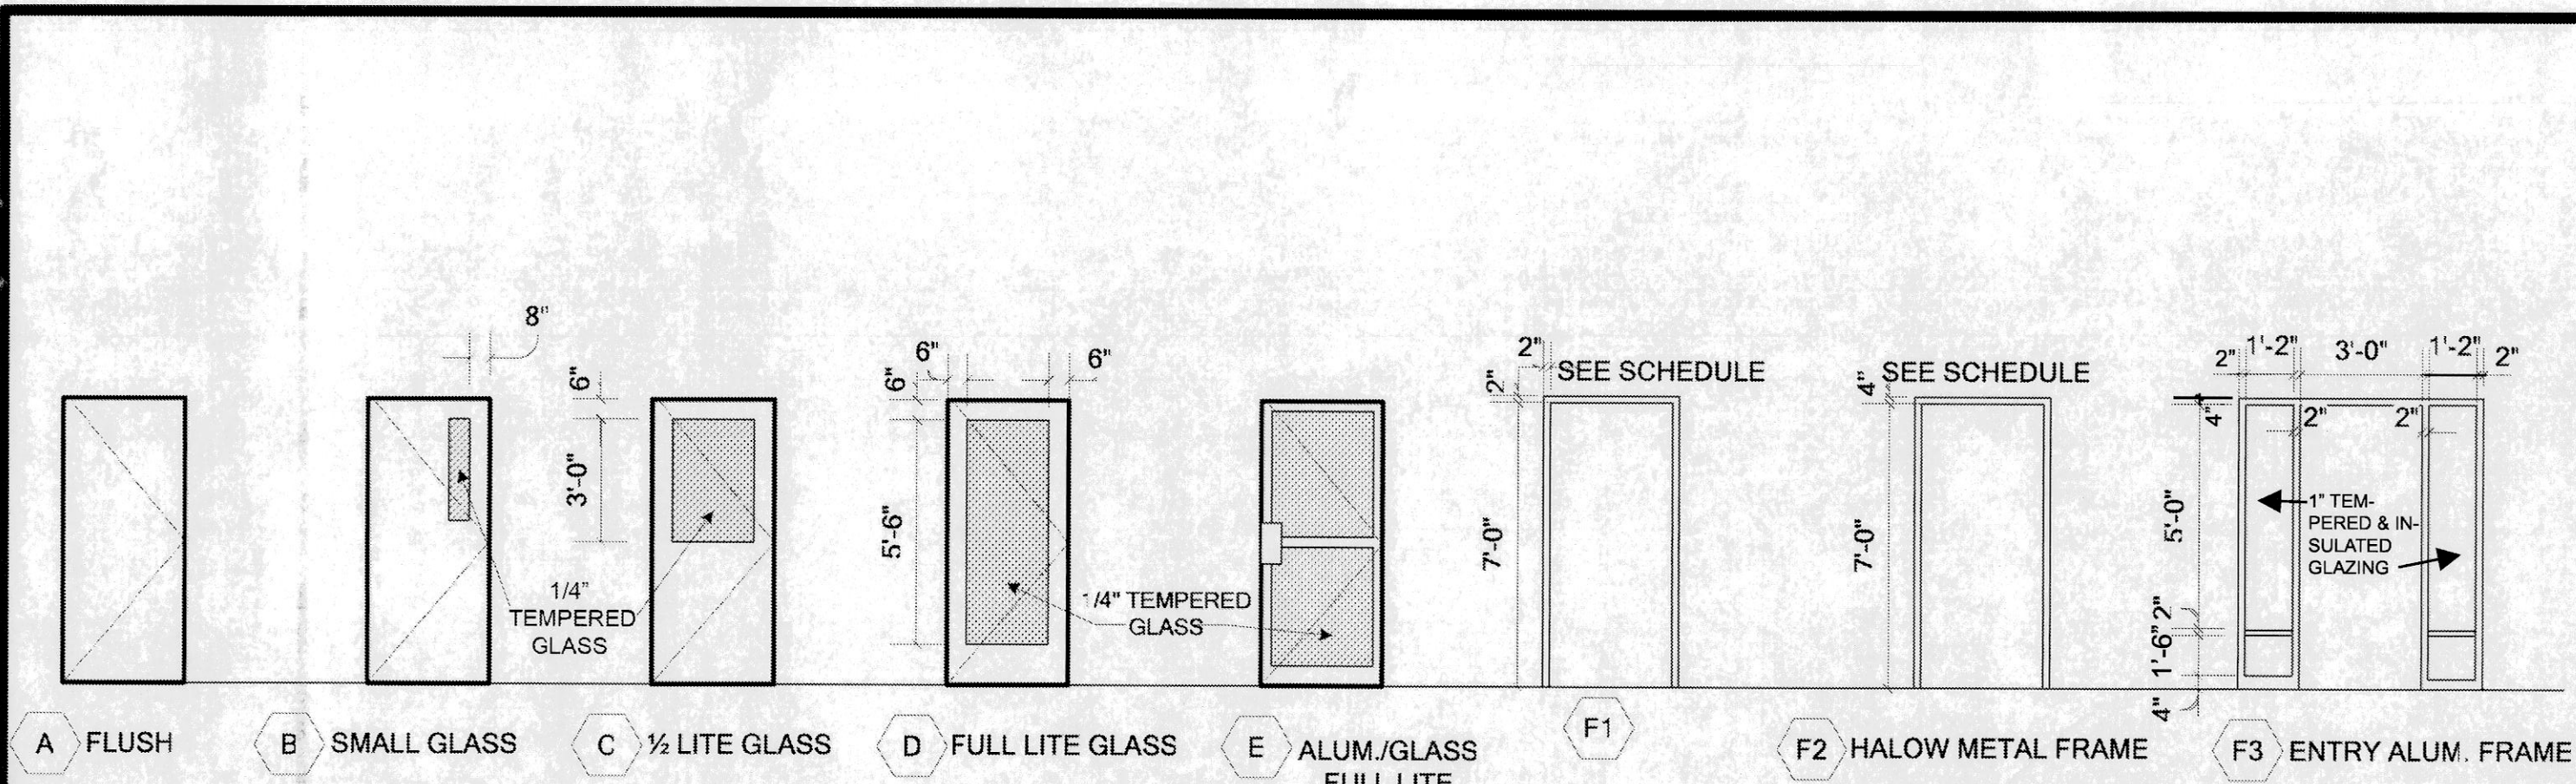 8"
6"
3'-0"
1/4"
TEMPERED
GLASS
6"
6"
6"
5'-6"
1/4" TEMPERED
GLASS
2"
2"
SEE SCHEDULE
7'-0"
4"
SEE SCHEDULE
7'-0"
2"
1'-2"
3'-0"
1'-2"
2"
4"
2"
2"
5'-0"
1" TEM-
PERED & IN-
SULATED
GLAZING
2"
1'-6"
4"
A FLUSH
B SMALL GLASS
C ½ LITE GLASS
D FULL LITE GLASS
E ALUM./GLASS
FULL LITE
F1
F2 HALOW METAL FRAME
F3 ENTRY ALUM. FRAME